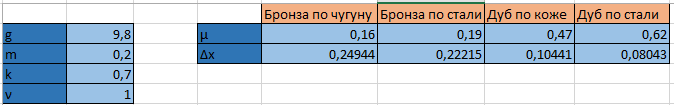 Бронза по чугуну Бронза по стали Дуб по коже Дуб по стали
g 9,8 μ 0,16 0,19 0,47 0,62
m 0,2 Δx 0,24944 0,22215 0,10441 0,08043
k 0,7
v 1